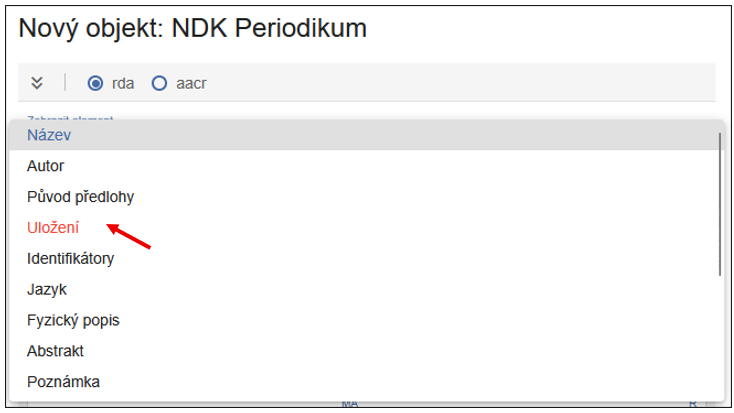 Nový objekt: NDK Periodikum
rda aacr
Zobrazit element
Název
Autor
Původ předlohy
Uložení
Identifikátory
Jazyk
Fyzický popis
Abstrakt
Poznámka
MA R